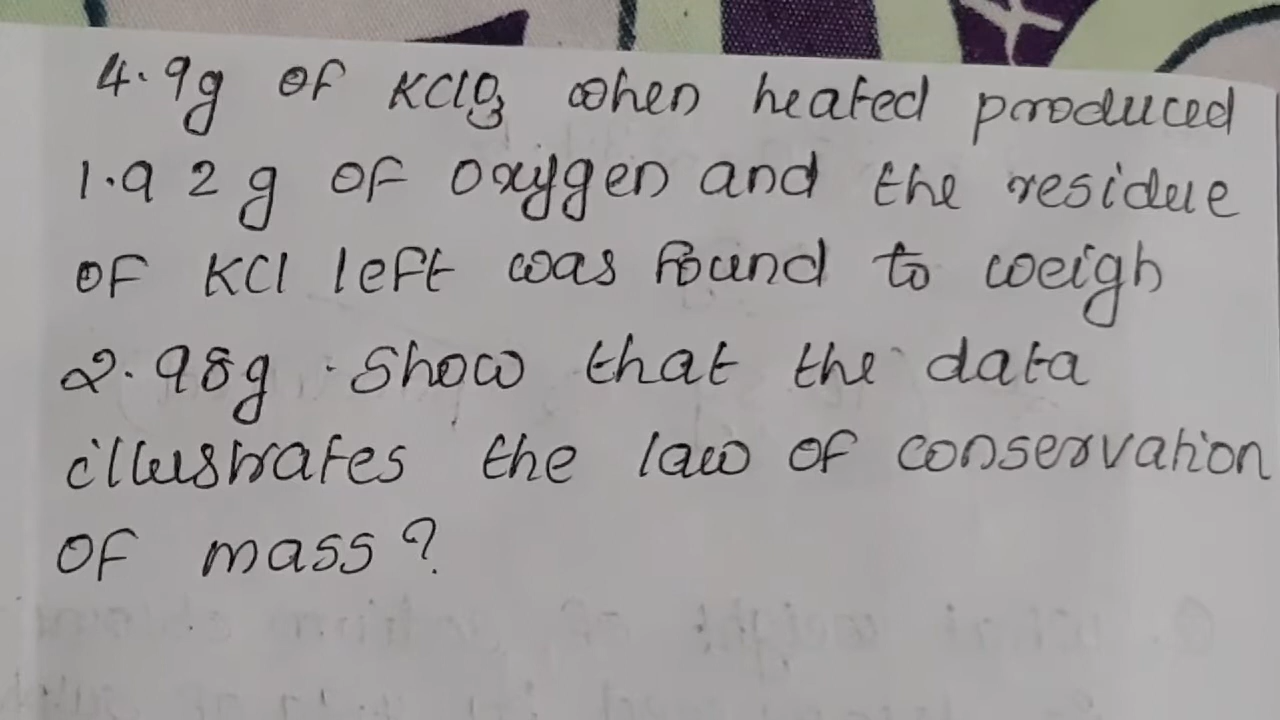 4.9g of KClO3 when heated produced
1.92g of oxygen and the residue
of KCl left was found to weigh
2.98g. Show that the data
illustrates the law of conservation
of mass?